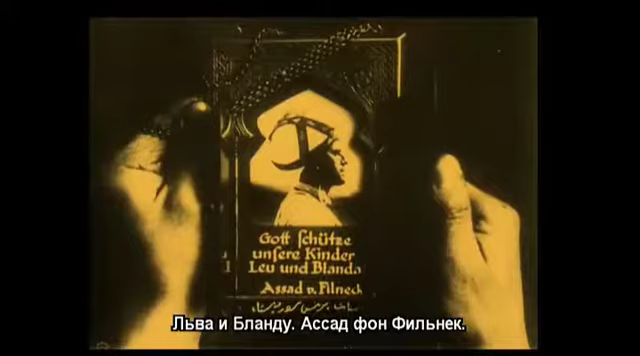 Gott schütze
unsere Kinder
Leu und Blanda
Assad v. Filneck
Льва и Бланду. Ассад фон Фильнек.